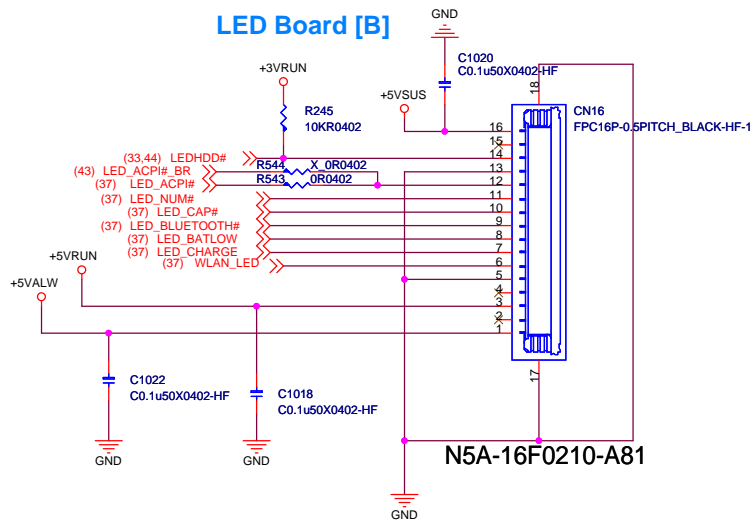 LED Board [B]
GND
C1020
C0.1u50X0402-HF
+3VRUN
+5VSUS
18
CN16
FPC16P-0.5PITCH_BLACK-HF-1
R245
10KR0402
16
15
(33,44) LEDHDD#
14
R544 X_0R0402
13
(43) LED_ACPI#_BR
(37) LED_ACPI#
R543 0R0402
12
(37) LED_NUM#
11
(37) LED_CAP#
10
(37) LED_BLUETOOTH#
9
(37) LED_BATLOW
8
(37) LED_CHARGE
7
(37) WLAN_LED
6
+5VRUN
5
+5VALW
4
3
2
1
17
C1022
C0.1u50X0402-HF
C1018
C0.1u50X0402-HF
GND
GND
N5A-16F0210-A81
GND